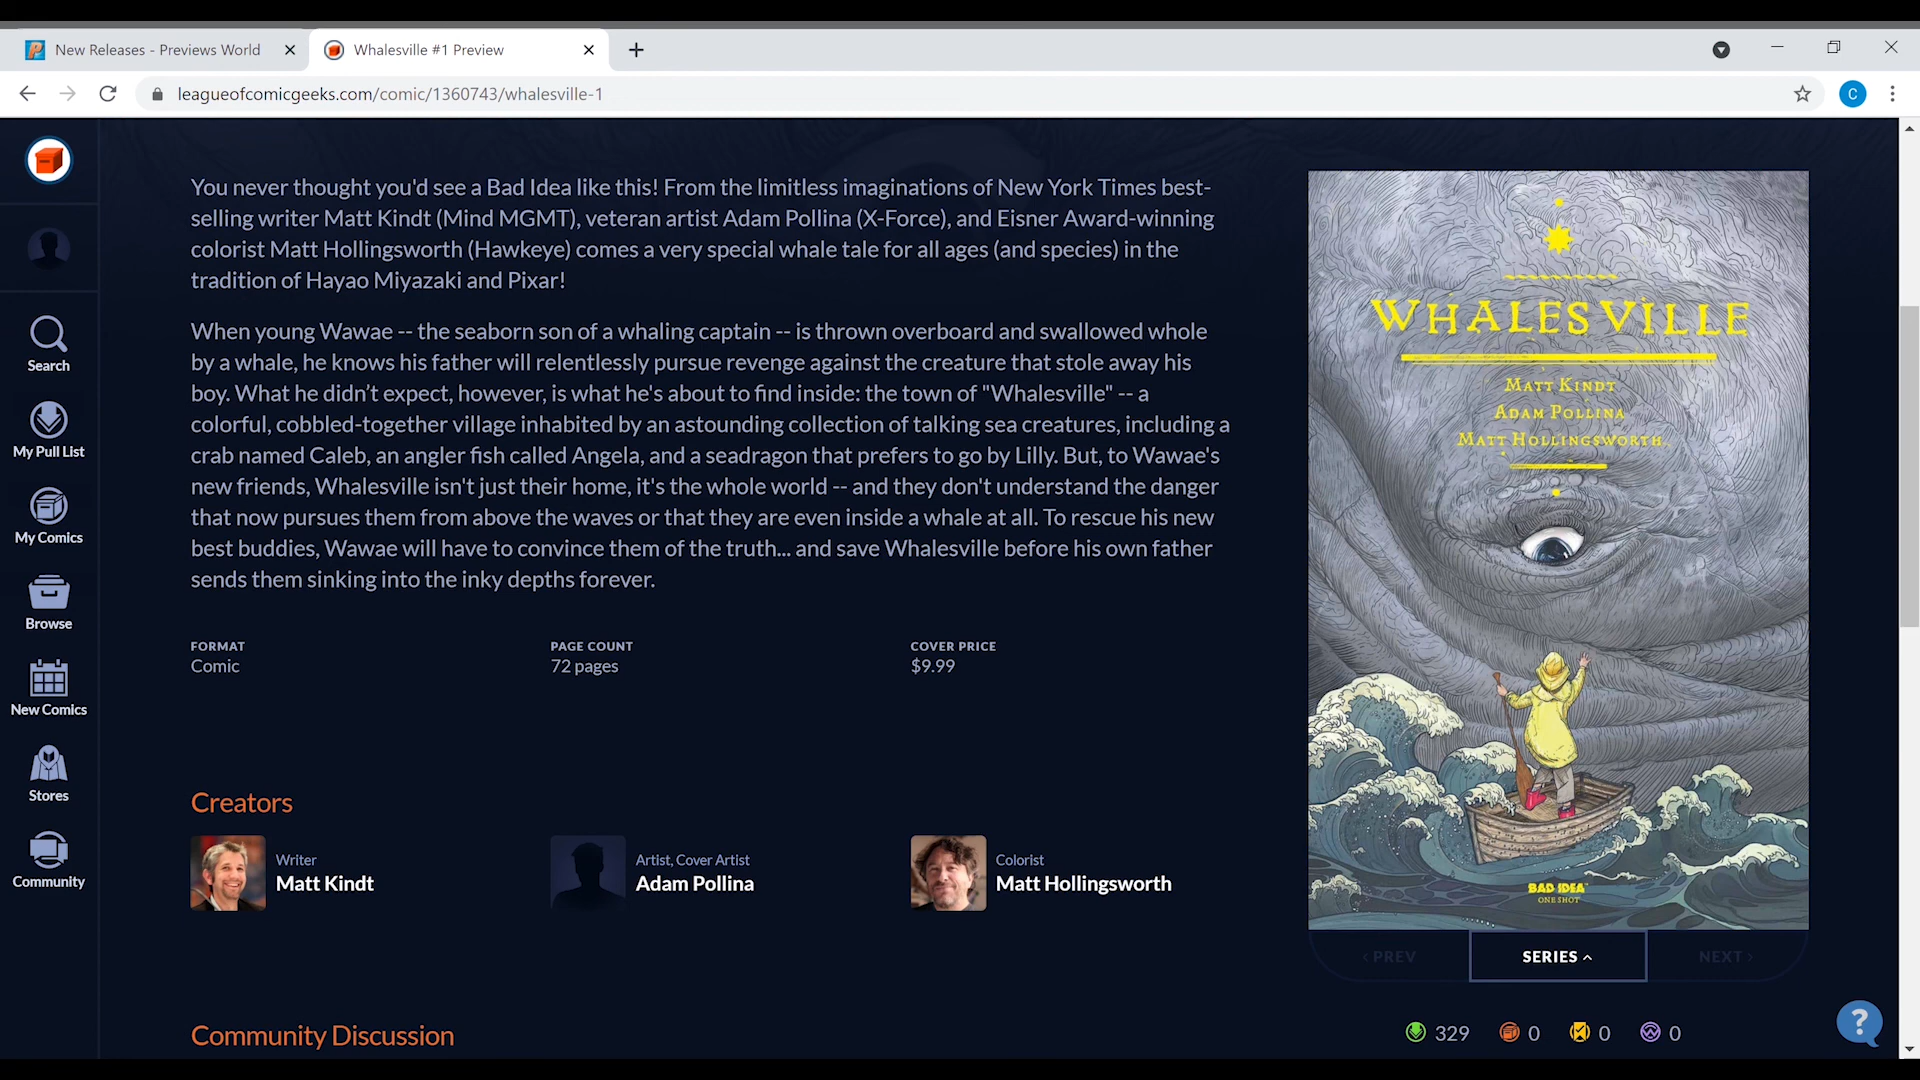 New Releases - Previews World
Whalesville #1 Preview
leagueofcomicgeeks.com/comic/1360743/whalesville-1
C
You never thought you'd see a Bad Idea like this! From the limitless imaginations of New York Times best-
selling writer Matt Kindt (Mind MGMT), veteran artist Adam Pollina (X-Force), and Eisner Award-winning
colorist Matt Hollingsworth (Hawkeye) comes a very special whale tale for all ages (and species) in the
tradition of Hayao Miyazaki and Pixar!
When young Wawae -- the seaborn son of a whaling captain -- is thrown overboard and swallowed whole
by a whale, he knows his father will relentlessly pursue revenge against the creature that stole away his
boy. What he didn’t expect, however, is what he's about to find inside: the town of "Whalesville" -- a
colorful, cobbled-together village inhabited by an astounding collection of talking sea creatures, including a
crab named Caleb, an angler fish called Angela, and a seadragon that prefers to go by Lilly. But, to Wawae's
new friends, Whalesville isn't just their home, it's the whole world -- and they don't understand the danger
that now pursues them from above the waves or that they are even inside a whale at all. To rescue his new
best buddies, Wawae will have to convince them of the truth... and save Whalesville before his own father
sends them sinking into the inky depths forever.
FORMAT
Comic
PAGE COUNT
72 pages
COVER PRICE
$9.99
Creators
Writer
Matt Kindt
Artist, Cover Artist
Adam Pollina
Colorist
Matt Hollingsworth
Community Discussion
Search
My Pull List
My Comics
Browse
New Comics
Stores
Community
WHALESVILLE
MATT KINDT
ADAM POLLINA
MATT HOLLINGSWORTH
BAD IDEA
ONE SHOT
‹ PREV
SERIES
NEXT ›
329
0
0
0
?